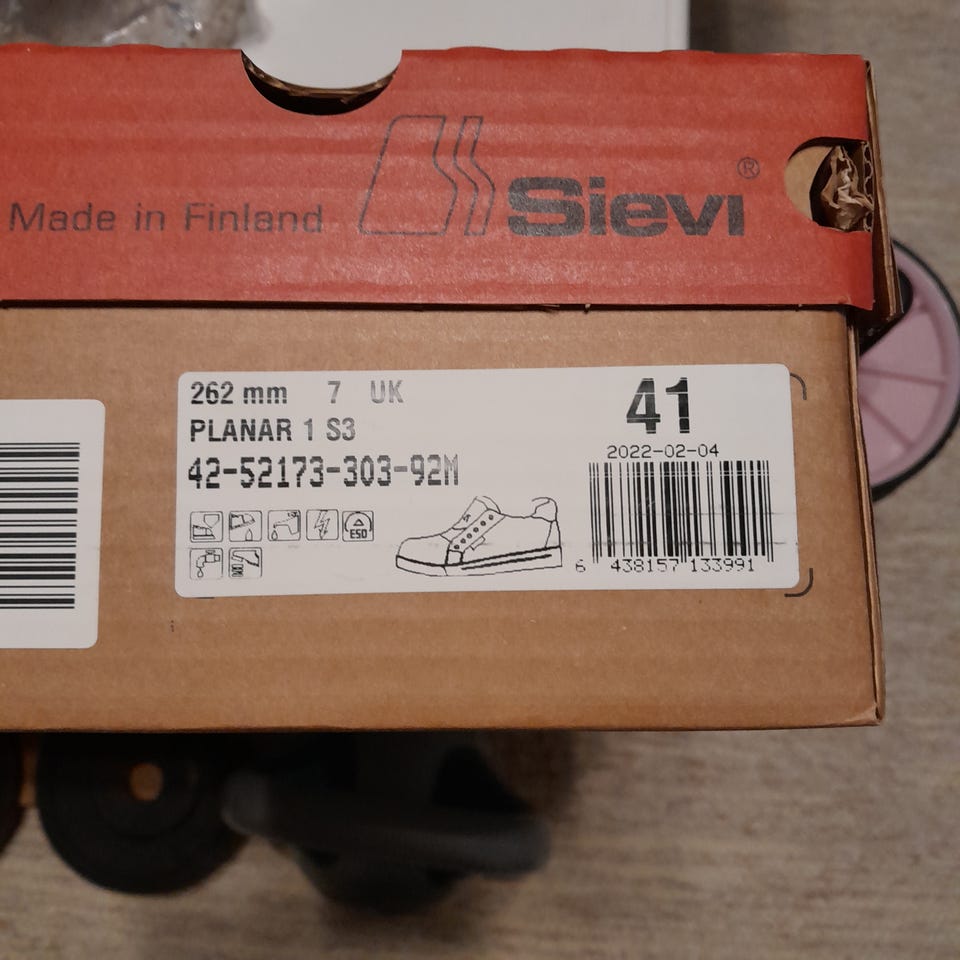 Made in Finland Sievi®
262 mm 7 UK
41
PLANAR 1 S3
2022-02-04
42-52173-303-92M
ESD
6 438157 133991